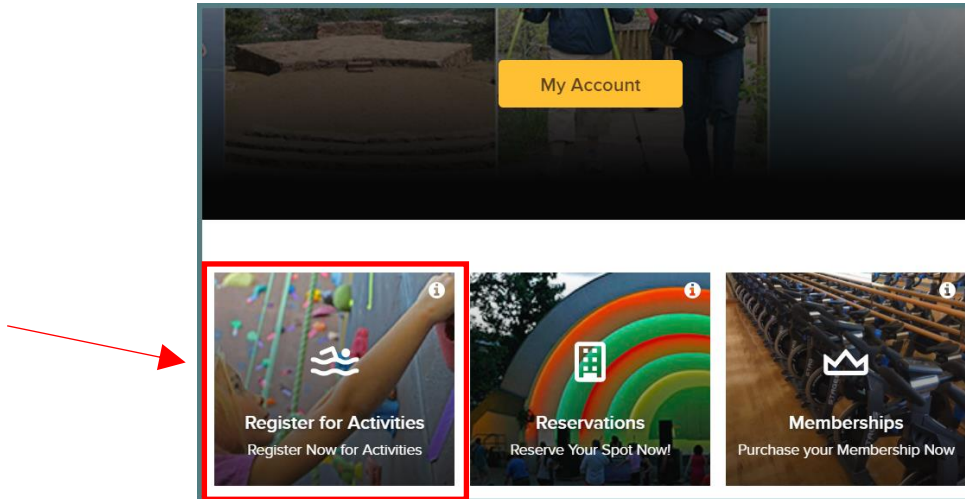 My Account
Register for Activities
Register Now for Activities
Reservations
Reserve Your Spot Now!
Memberships
Purchase your Membership Now